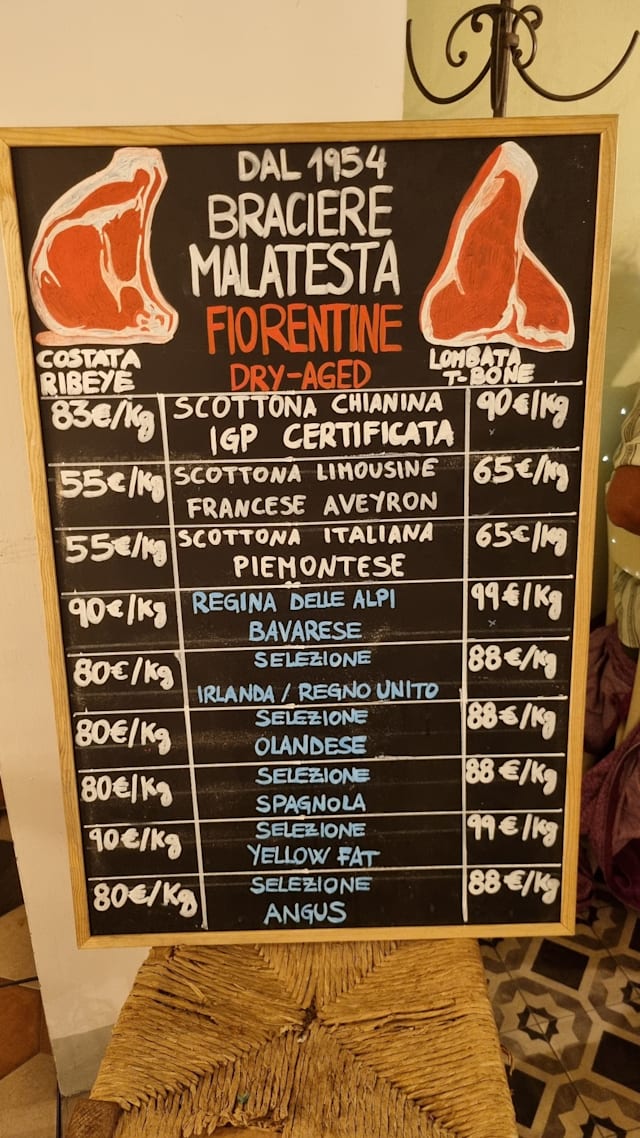 DAL 1954
BRACIERE
MALATESTA
FIORENTINE
DRY-AGED
COSTATA
RIBEYE
LOMBATA
T-BONE
83€/Kg SCOTTONA CHIANINA 90€/Kg
IGP CERTIFICATA
55€/Kg SCOTTONA LIMOUSINE 65€/Kg
FRANCESE AVEYRON
55€/Kg SCOTTONA ITALIANA 65€/Kg
PIEMONTESE
90€/Kg REGINA DELLE ALPI 99€/Kg
BAVARESE
80€/Kg SELEZIONE 88€/Kg
IRLANDA / REGNO UNITO
80€/Kg SELEZIONE 88€/Kg
OLANDESE
80€/Kg SELEZIONE 88€/Kg
SPAGNOLA
90€/Kg SELEZIONE 99€/Kg
YELLOW FAT
80€/Kg SELEZIONE 88€/Kg
ANGUS